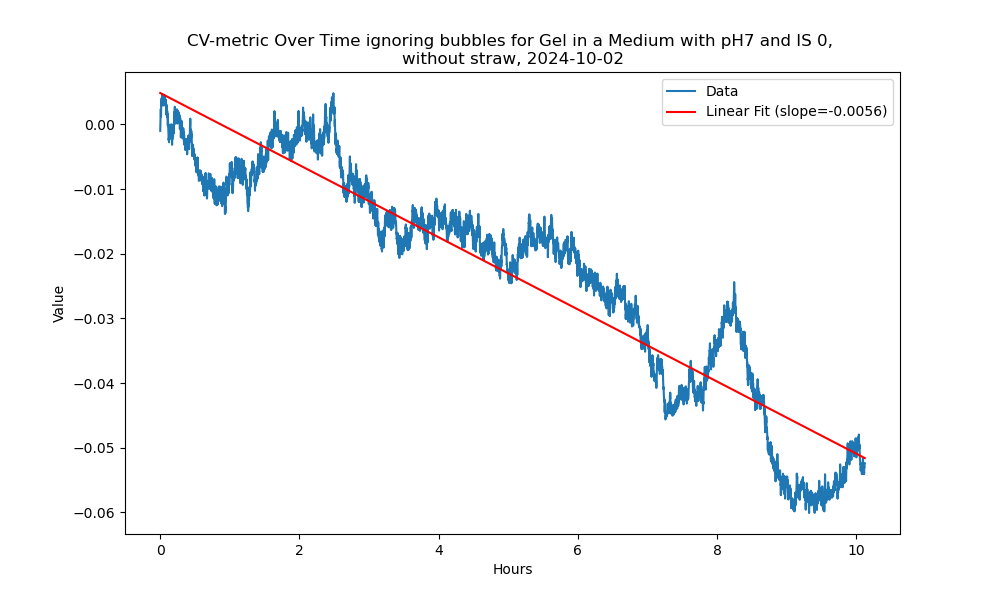 CV-metric Over Time ignoring bubbles for Gel in a Medium with pH7 and IS 0,
without straw, 2024-10-02
Data
Linear Fit (slope=-0.0056)
Value
0.00
−0.01
−0.02
−0.03
−0.04
−0.05
−0.06
0 2 4 6 8 10
Hours